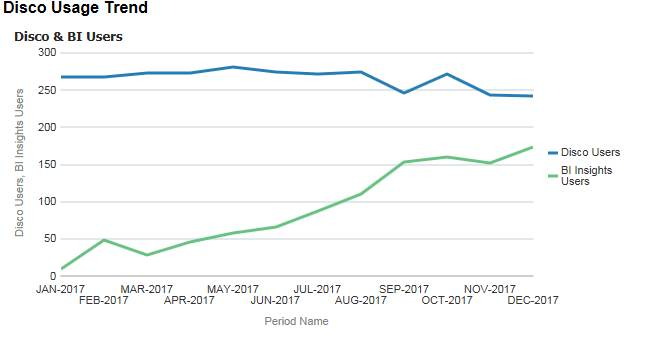 Disco Usage Trend
Disco & BI Users
300
250
200
150
100
50
0
Disco Users, BI Insights Users
JAN-2017
FEB-2017
MAR-2017
APR-2017
MAY-2017
JUN-2017
JUL-2017
AUG-2017
SEP-2017
OCT-2017
NOV-2017
DEC-2017
Period Name
Disco Users
BI Insights
Users